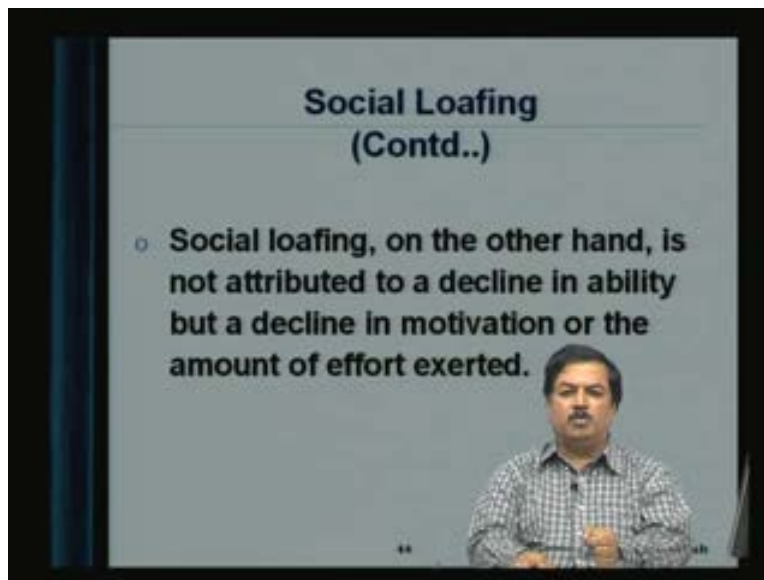 Social Loafing
(Contd..)
o Social loafing, on the other hand, is
not attributed to a decline in ability
but a decline in motivation or the
amount of effort exerted.
44